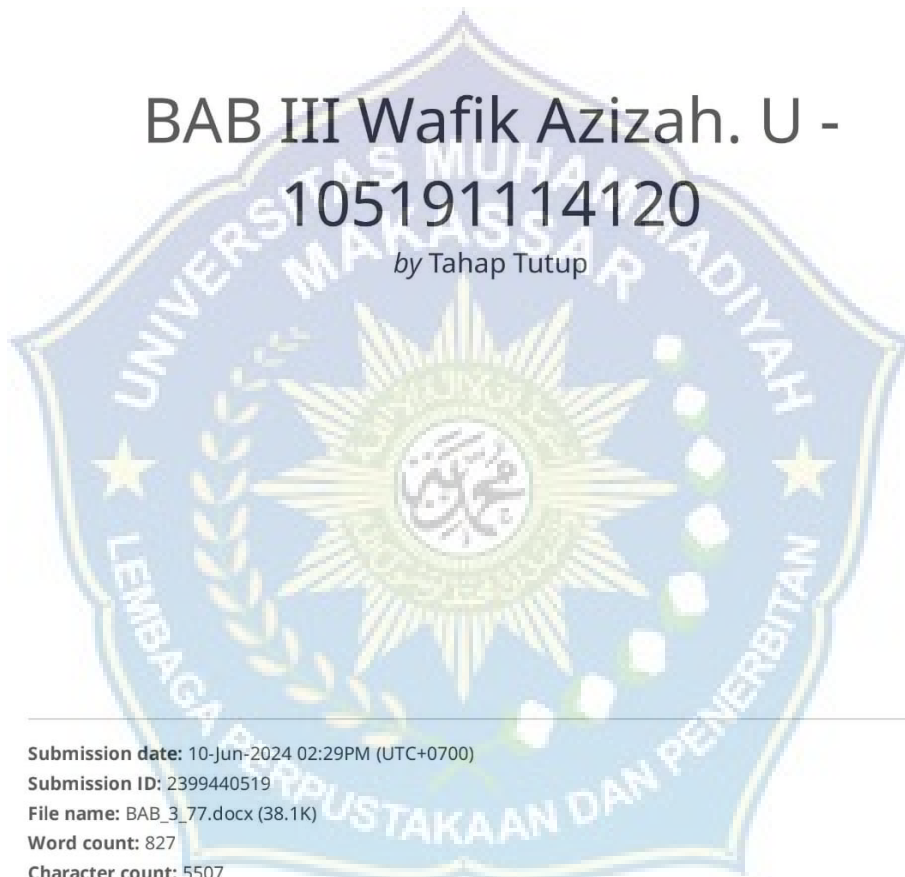 BAB III Wafik Azizah. U -
105191114120
by Tahap Tutup
UNIVERSITAS MUHAMMADIYAH
MAKASSAR
محمدية
LEMBAGA PERPUSTAKAAN DAN PENERBITAN
Submission date: 10-Jun-2024 02:29PM (UTC+0700)
Submission ID: 2399440519
File name: BAB_3_77.docx (38.1K)
Word count: 827
Character count: 5507